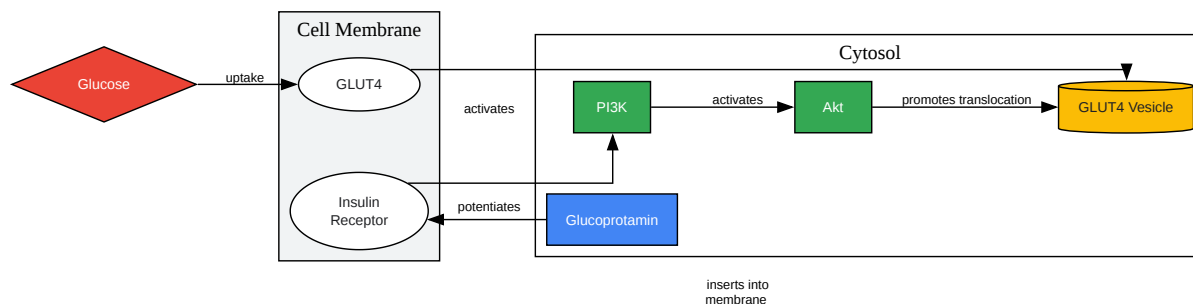 Cell Membrane
Cytosol
Glucose
uptake
GLUT4
activates
PI3K
activates
Akt
promotes translocation
GLUT4 Vesicle
Insulin
Receptor
potentiates
Glucoprotamin
inserts into
membrane